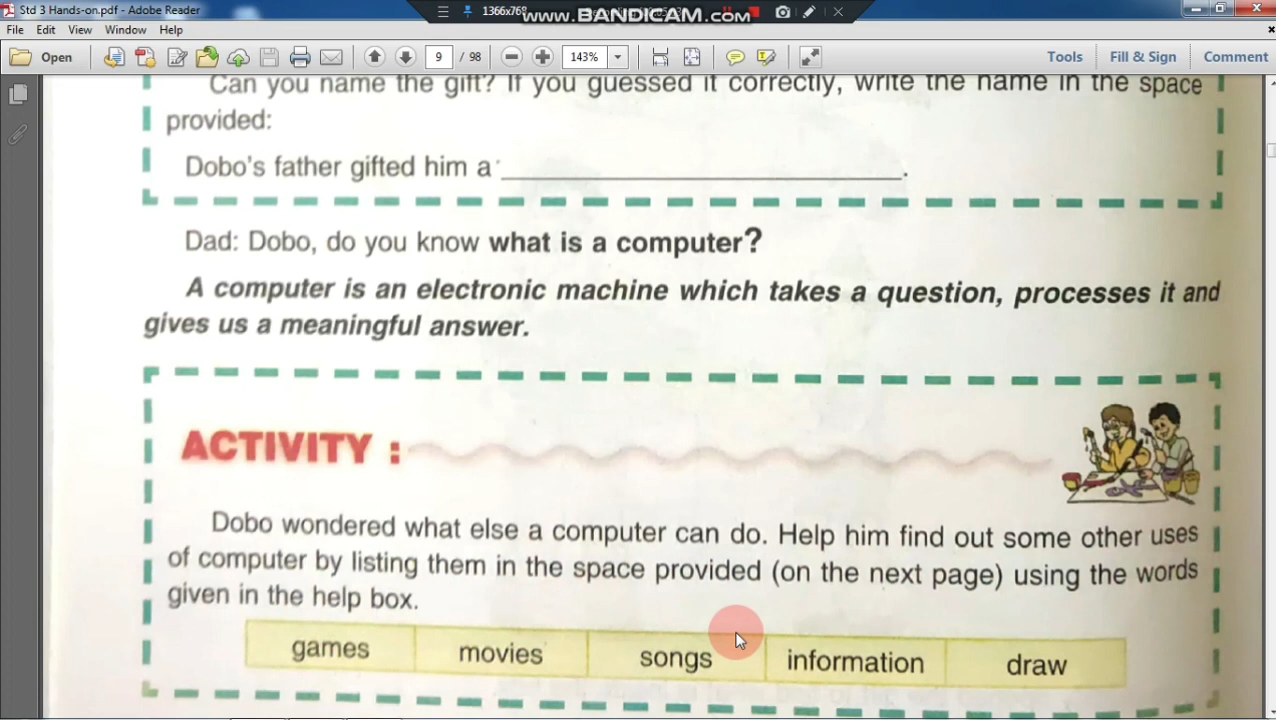 Std 3 Hands-on.pdf - Adobe Reader
1366x768
www.BANDICAM.com
File Edit View Window Help
Open 9 / 98 143% Tools Fill & Sign Comment
Can you name the gift? If you guessed it correctly, write the name in the space
provided:
Dobo's father gifted him a ______________________.
Dad: Dobo, do you know what is a computer?
A computer is an electronic machine which takes a question, processes it and
gives us a meaningful answer.
ACTIVITY :
Dobo wondered what else a computer can do. Help him find out some other uses
of computer by listing them in the space provided (on the next page) using the words
given in the help box.
games movies songs information draw